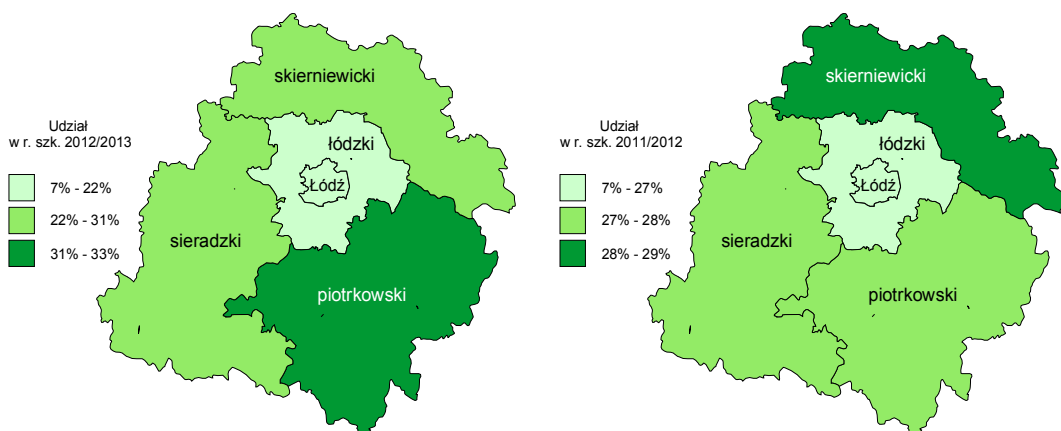 skierniewicki
Udział
w r. szk. 2012/2013
łódzki
7% - 22%
Łódź
22% - 31%
sieradzki
31% - 33%
piotrkowski
skierniewicki
Udział
w r. szk. 2011/2012
łódzki
7% - 27%
Łódź
27% - 28%
sieradzki
28% - 29%
piotrkowski